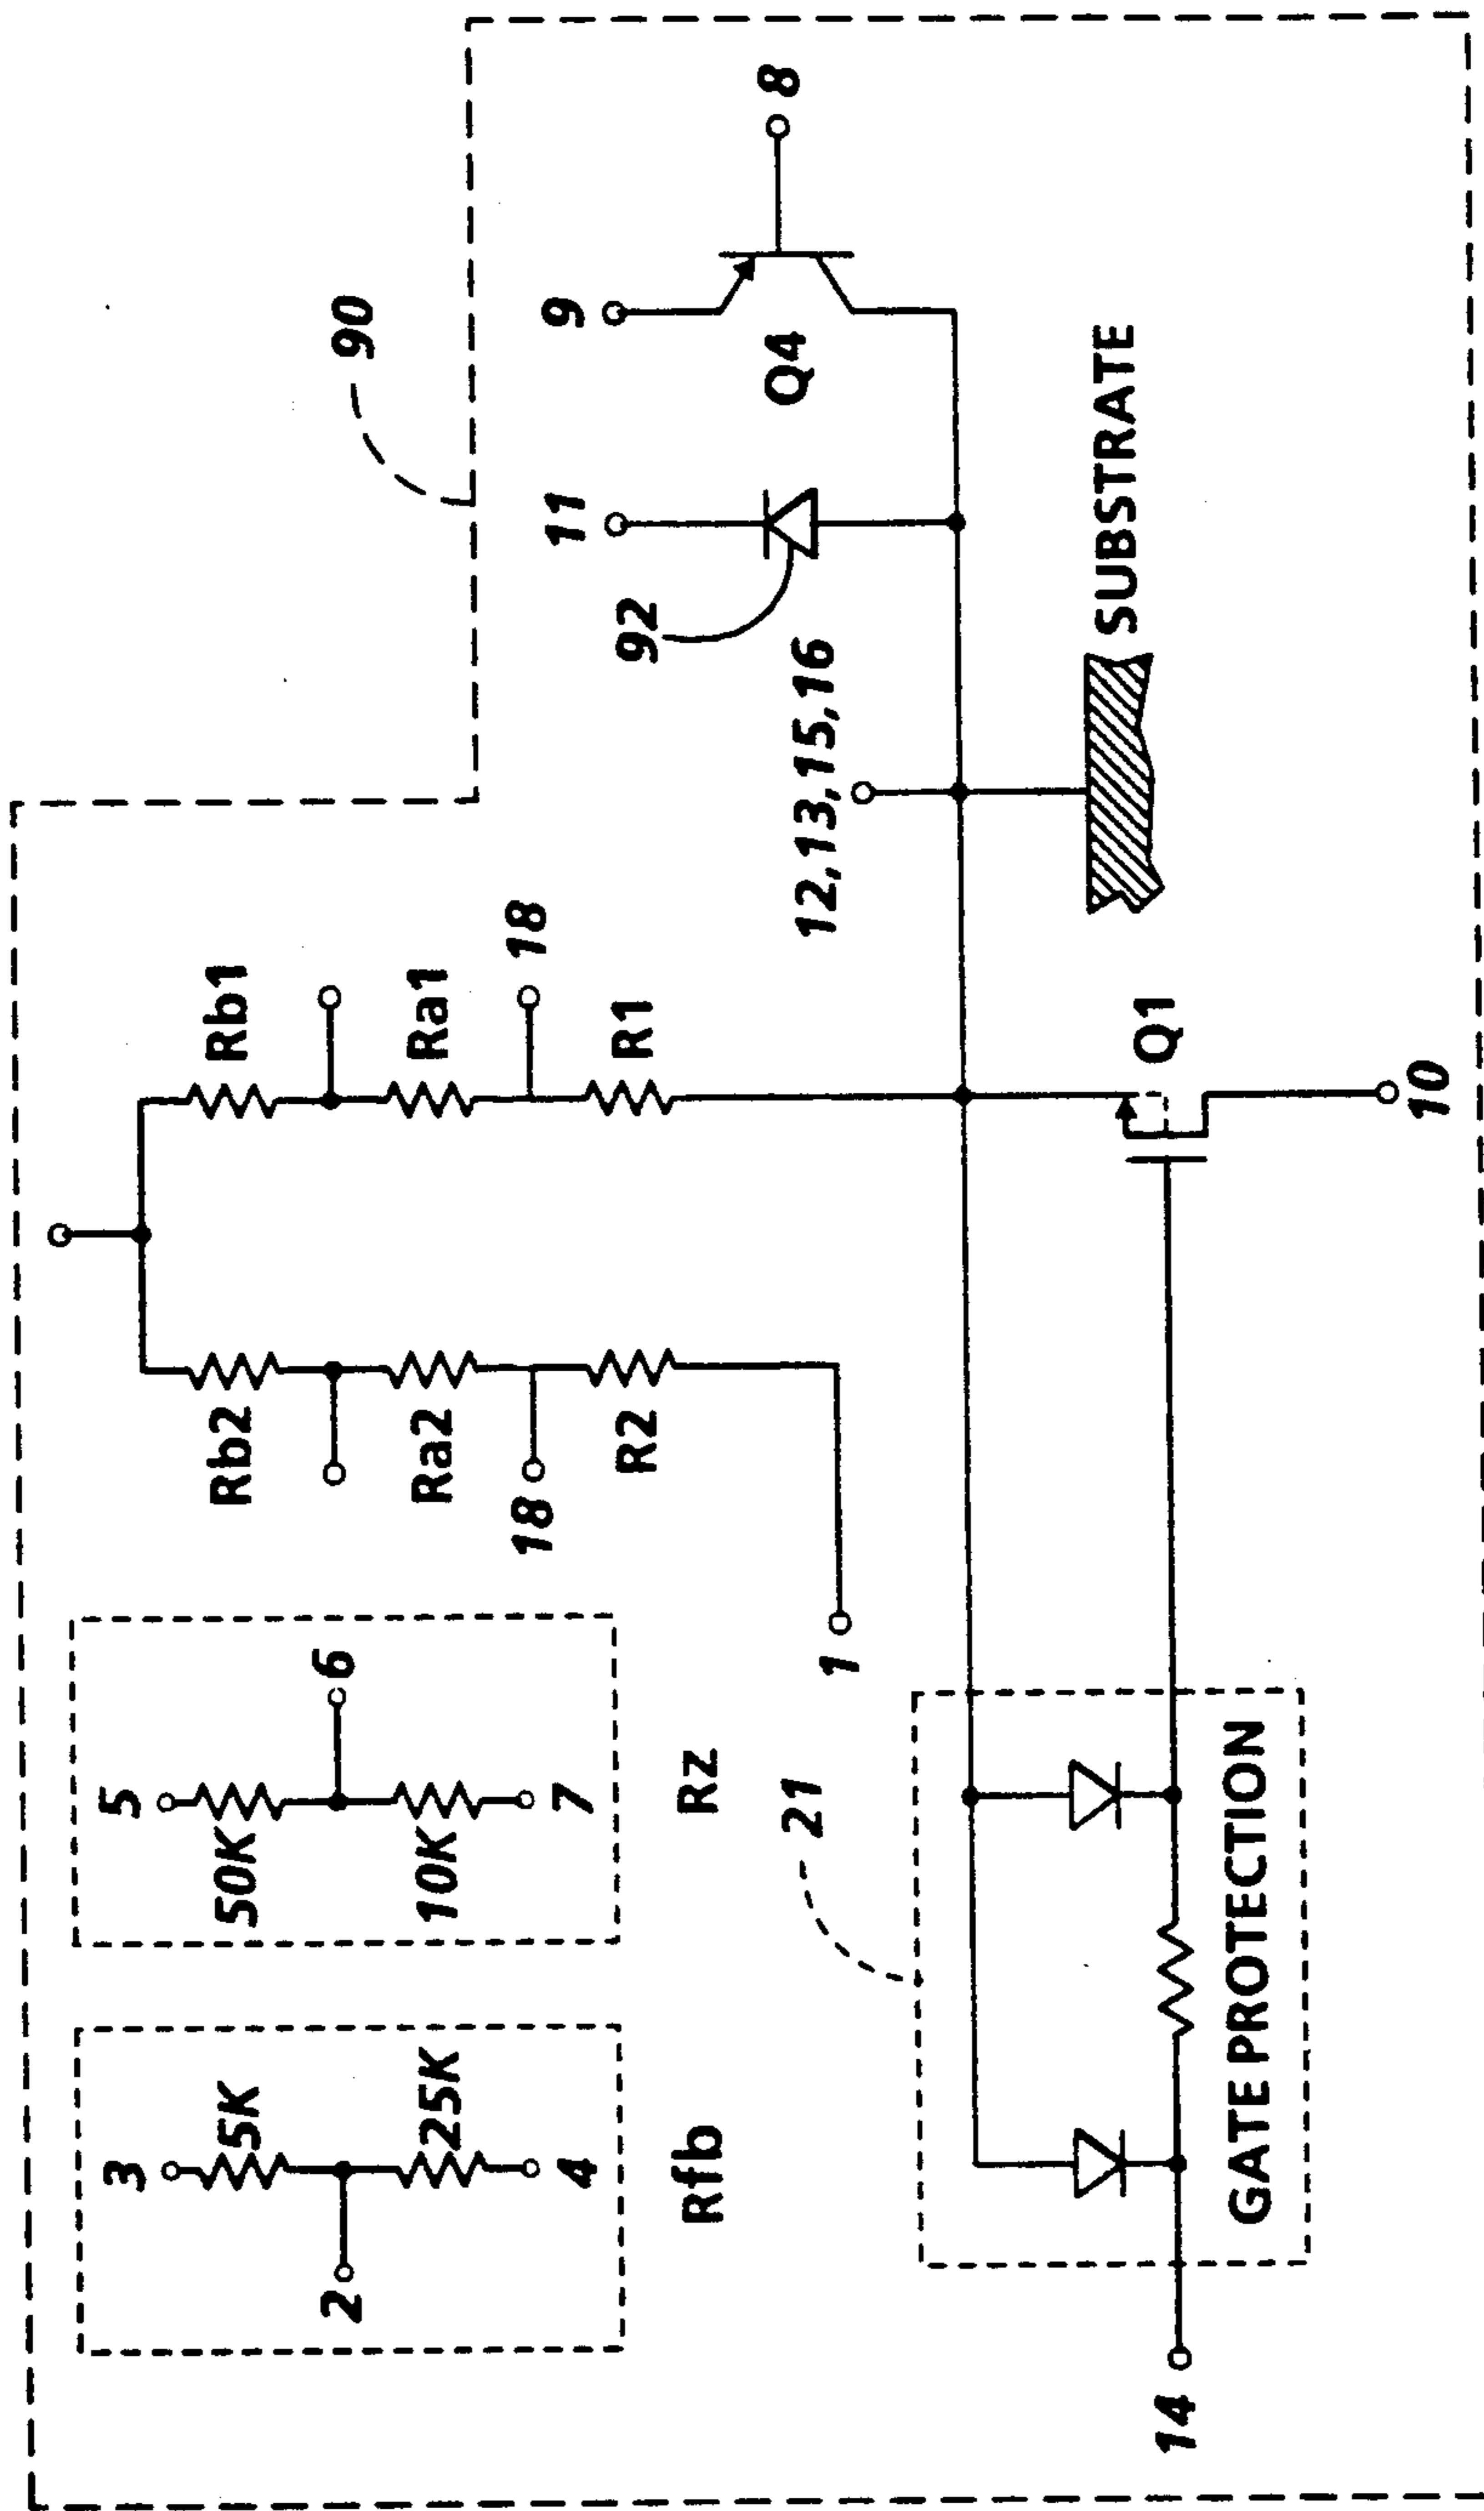 3
5
5K
50K
Rb2
Rb1
2
6
90
25K
10K
Ra2
Ra1
18
18
4
7
11
9
R2
R1
92
Rfb
Rz
21
12,13,15,16
Q4
8
1
SUBSTRATE
Q1
14
GATE PROTECTION
10